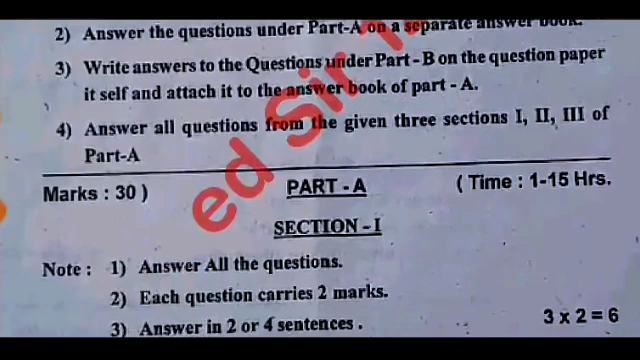 2) Answer the questions under Part-A on a separate answer book.
3) Write answers to the Questions under Part - B on the question paper
it self and attach it to the answer book of part - A.
4) Answer all questions from the given three sections I, II, III of
Part-A
Marks : 30 )
PART - A
( Time : 1-15 Hrs.
SECTION - I
Note : 1) Answer All the questions.
2) Each question carries 2 marks.
3) Answer in 2 or 4 sentences .
3 x 2 = 6
ed Sir